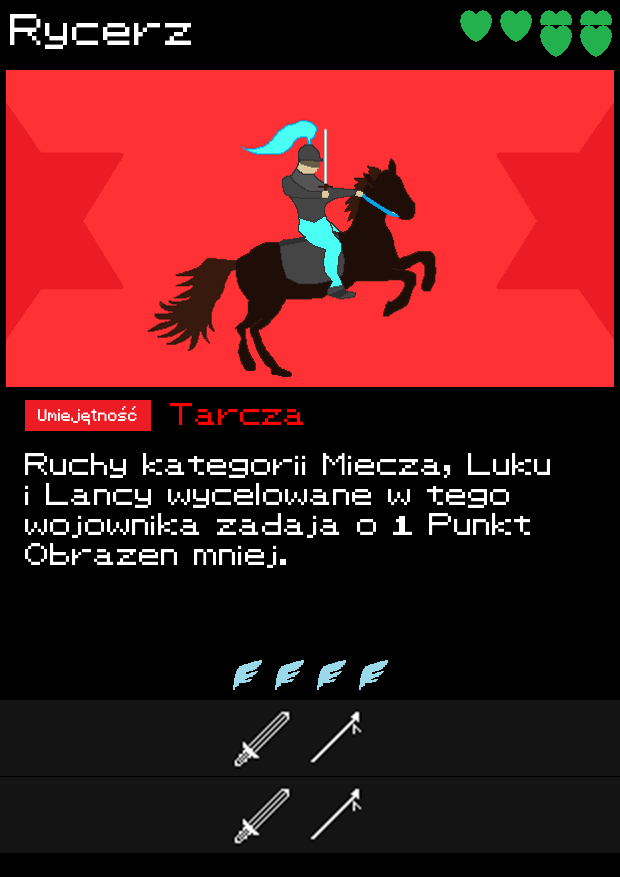 Rycerz
Umiejętność Tarcza
Ruchy kategorii Miecza, Luku
i Lancy wycelowane w tego
wojownika zadaja o 1 Punkt
Obrazen mniej.